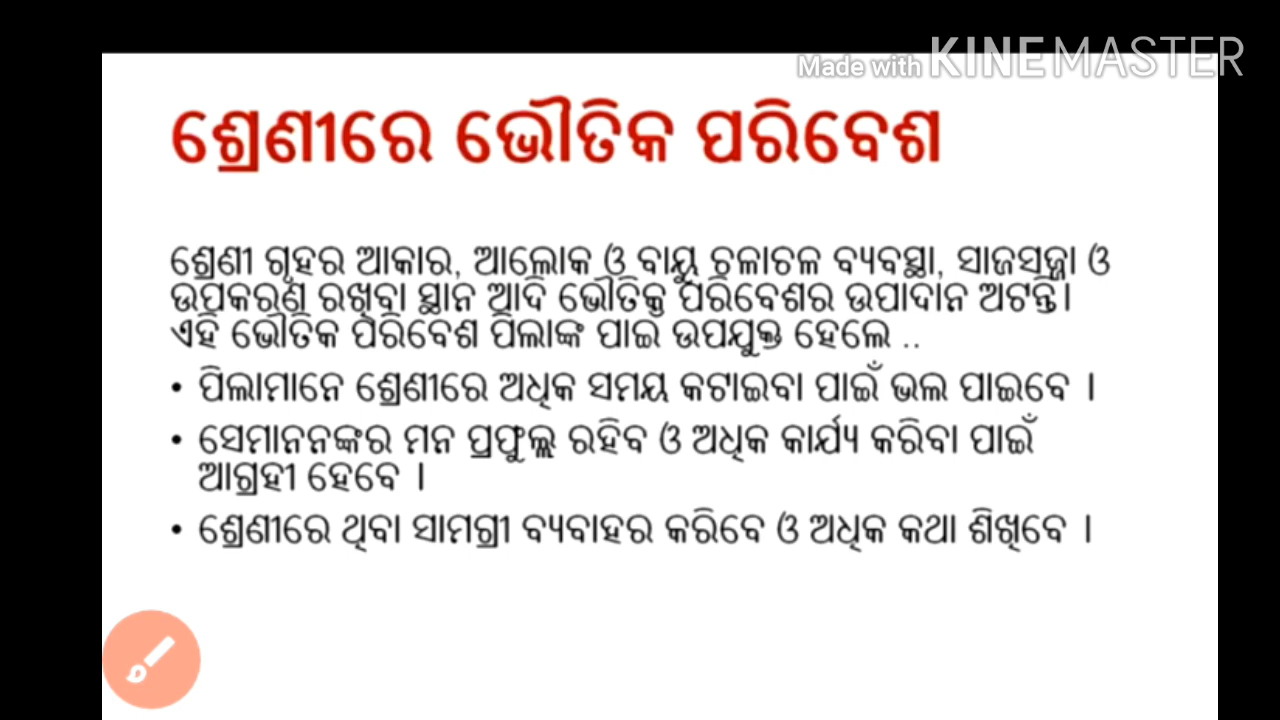 Made with KINEMASTER
ଶ୍ରେଣୀରେ ଭୌତିକ ପରିବେଶ
ଶ୍ରେଣୀ ଗୃହର ଆକାର, ଆଲୋକ ଓ ବାୟୁ ଚଳାଚଳ ବ୍ୟବସ୍ଥା, ସାଜସଜ୍ଜା ଓ
ଉପକରଣ ରଖିବା ସ୍ଥାନ ଆଦି ଭୌତିକ୍ତ ପରିବେଶର ଉପାଦାନ ଅଟନ୍ତି।
ଏହି ଭୌତିକ ପରିବେଶ ପିଲାଙ୍କ ପାଇଁ ଉପଯୁକ୍ତ ହେଲେ ..
• ପିଲାମାନେ ଶ୍ରେଣୀରେ ଅଧିକ ସମୟ କଟାଇବା ପାଇଁ ଭଲ ପାଇବେ ।
• ସେମାନନଙ୍କର ମନ ପ୍ରଫୁଲ୍ଲ ରହିବ ଓ ଅଧିକ କାର୍ଯ୍ୟ କରିବା ପାଇଁ
ଆଗ୍ରହୀ ହେବେ ।
• ଶ୍ରେଣୀରେ ଥିବା ସାମଗ୍ରୀ ବ୍ୟବାହର କରିବେ ଓ ଅଧିକ କଥା ଶିଖିବେ ।